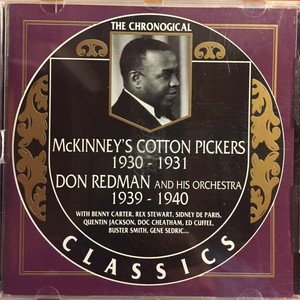 THE CHRONOGICAL
McKINNEY'S COTTON PICKERS
1930 - 1931
DON REDMAN AND HIS ORCHESTRA
1939 - 1940
WITH BENNY CARTER, REX STEWART, SIDNEY DE PARIS,
QUENTIN JACKSON, DOC CHEATHAM, ED CUFFEE,
BUSTER SMITH, GENE SEDRIC...
CLASSICS